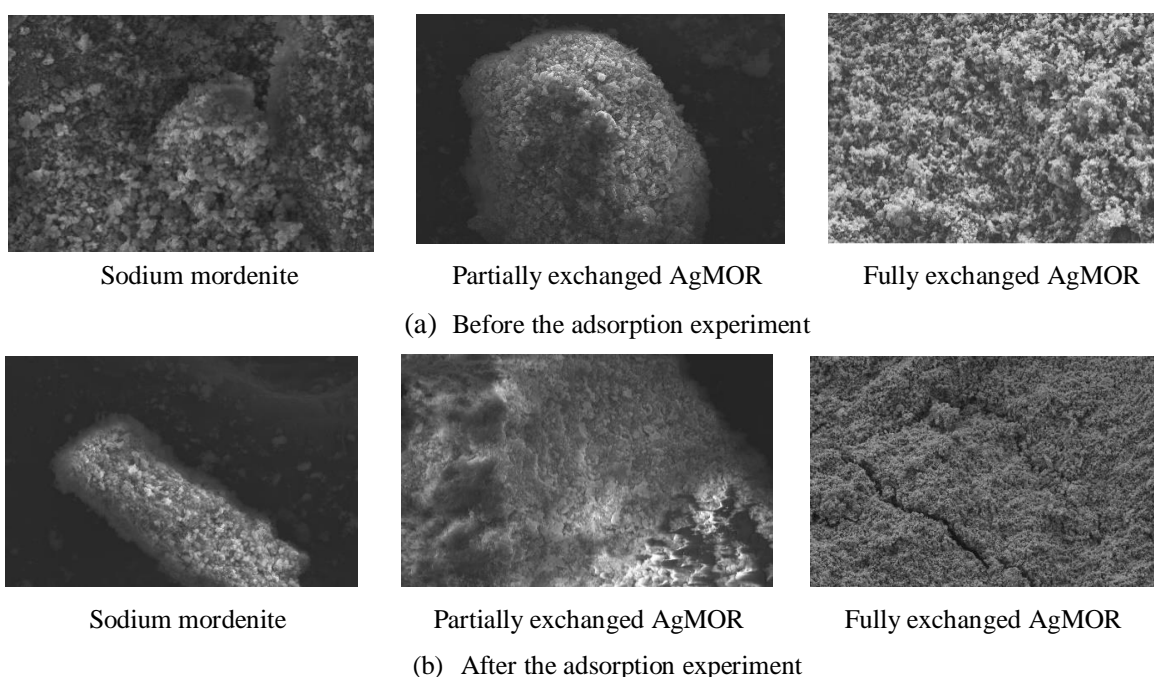 Sodium mordenite Partially exchanged AgMOR Fully exchanged AgMOR
(a) Before the adsorption experiment
Sodium mordenite Partially exchanged AgMOR Fully exchanged AgMOR
(b) After the adsorption experiment